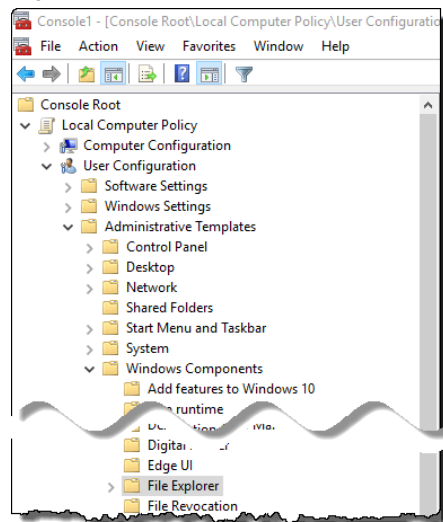 Console1 - [Console Root\Local Computer Policy\User Configuratio
File Action View Favorites Window Help
Console Root
Local Computer Policy
Computer Configuration
User Configuration
Software Settings
Windows Settings
Administrative Templates
Control Panel
Desktop
Network
Shared Folders
Start Menu and Taskbar
System
Windows Components
Add features to Windows 10
runtime
Digital
Edge UI
File Explorer
File Revocation